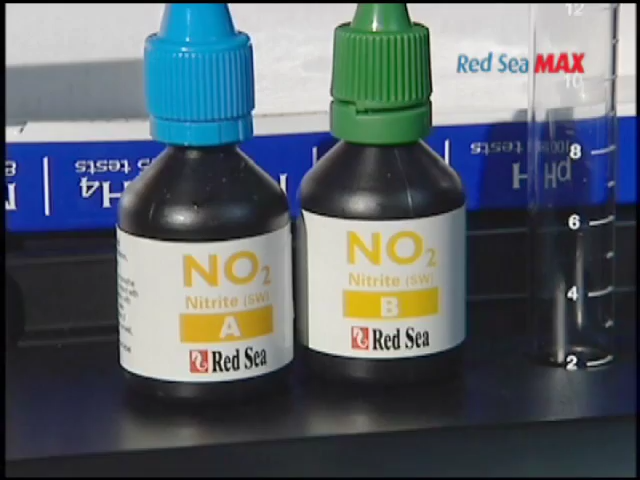 Red Sea MAX
NO2
Nitrite (SW)
A
Red Sea
NO2
Nitrite (SW)
B
Red Sea
12
10
8
6
4
2
pH
tests